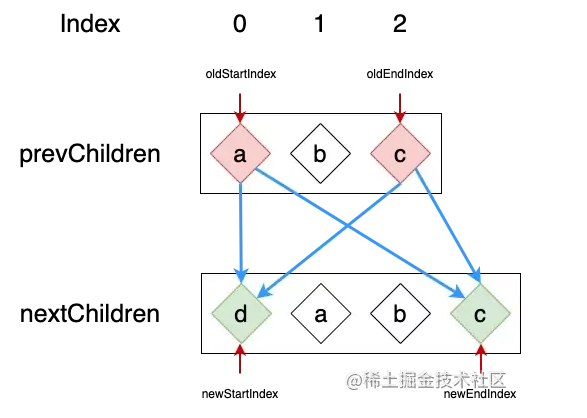 Index 0 1 2
oldStartIndex oldEndIndex
prevChildren a b c
nextChildren d a b c
@稀土掘金技术社区
newStartIndex newEndIndex